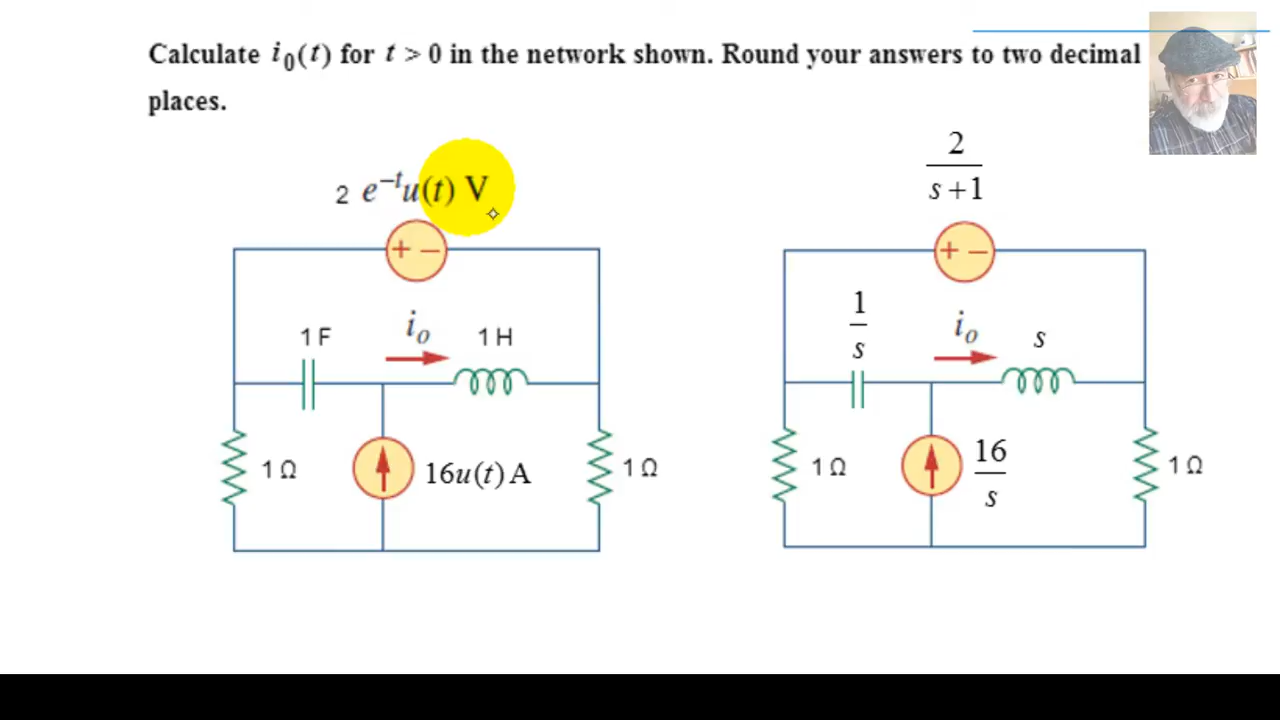 Calculate i₀(t) for t > 0 in the network shown. Round your answers to two decimal
places.
2 e⁻ᵗu(t) V
+ −
1 F
iₒ
1 H
1 Ω
16u(t) A
1 Ω
2
s+1
+ −
1
s
iₒ
s
1 Ω
16
s
1 Ω